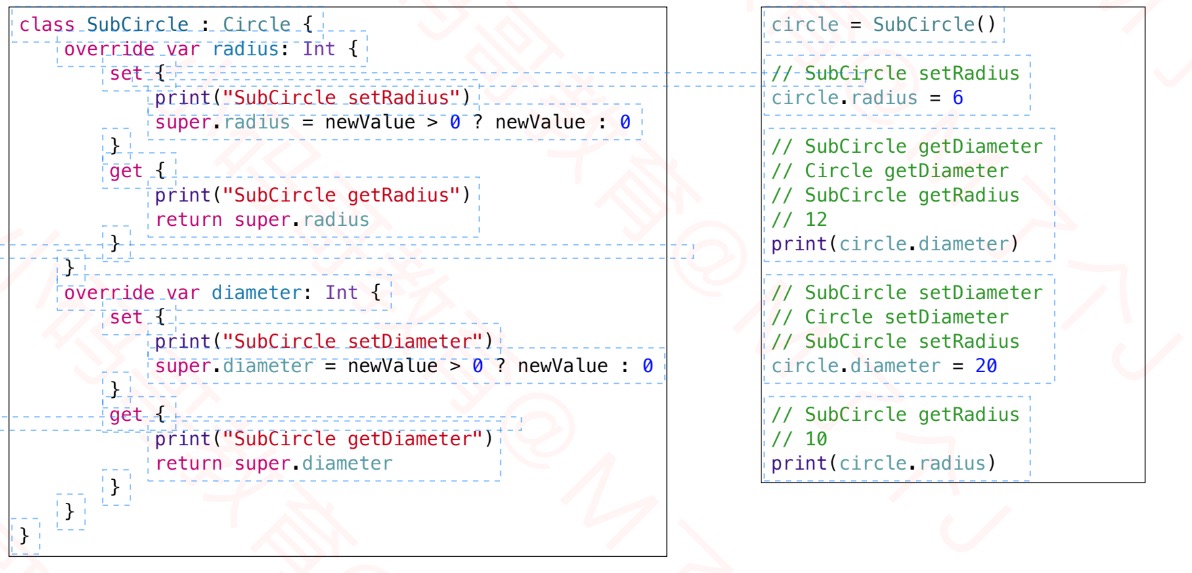 class SubCircle : Circle {
    override var radius: Int {
        set {
            print("SubCircle setRadius")
            super.radius = newValue > 0 ? newValue : 0
        }
        get {
            print("SubCircle getRadius")
            return super.radius
        }
    }
    override var diameter: Int {
        set {
            print("SubCircle setDiameter")
            super.diameter = newValue > 0 ? newValue : 0
        }
        get {
            print("SubCircle getDiameter")
            return super.diameter
        }
    }
}
circle = SubCircle()
// SubCircle setRadius
circle.radius = 6
// SubCircle getDiameter
// Circle getDiameter
// SubCircle getRadius
// 12
print(circle.diameter)
// SubCircle setDiameter
// Circle setDiameter
// SubCircle setRadius
circle.diameter = 20
// SubCircle getRadius
// 10
print(circle.radius)